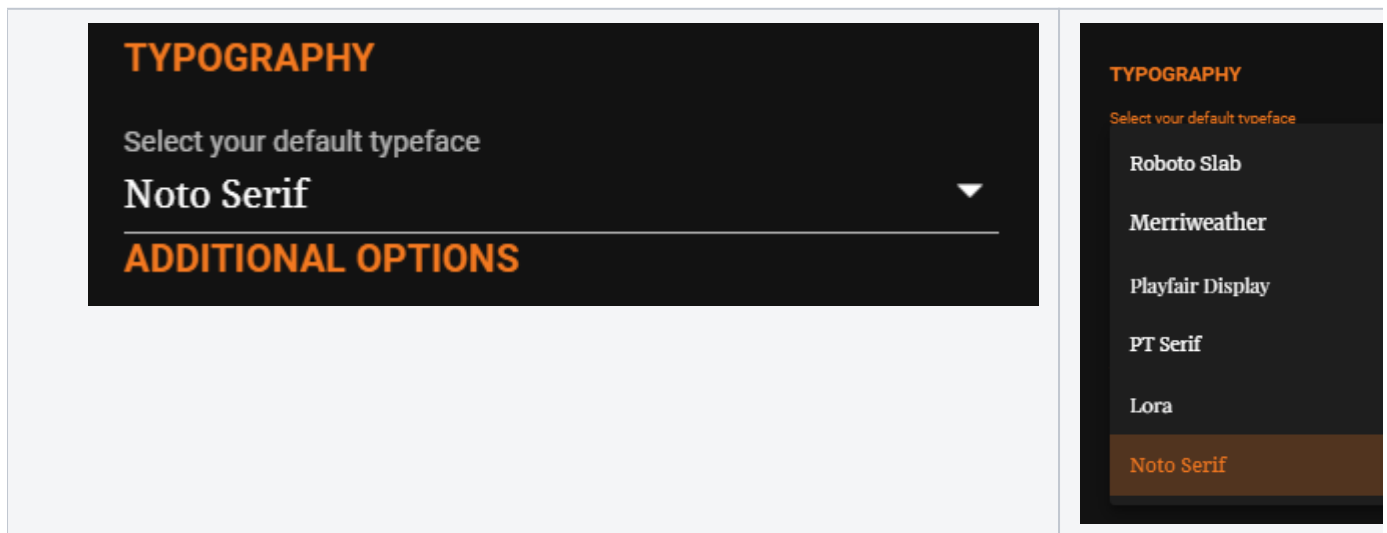 TYPOGRAPHY
Select your default typeface
Noto Serif
ADDITIONAL OPTIONS
TYPOGRAPHY
Select your default typeface
Roboto Slab
Merriweather
Playfair Display
PT Serif
Lora
Noto Serif